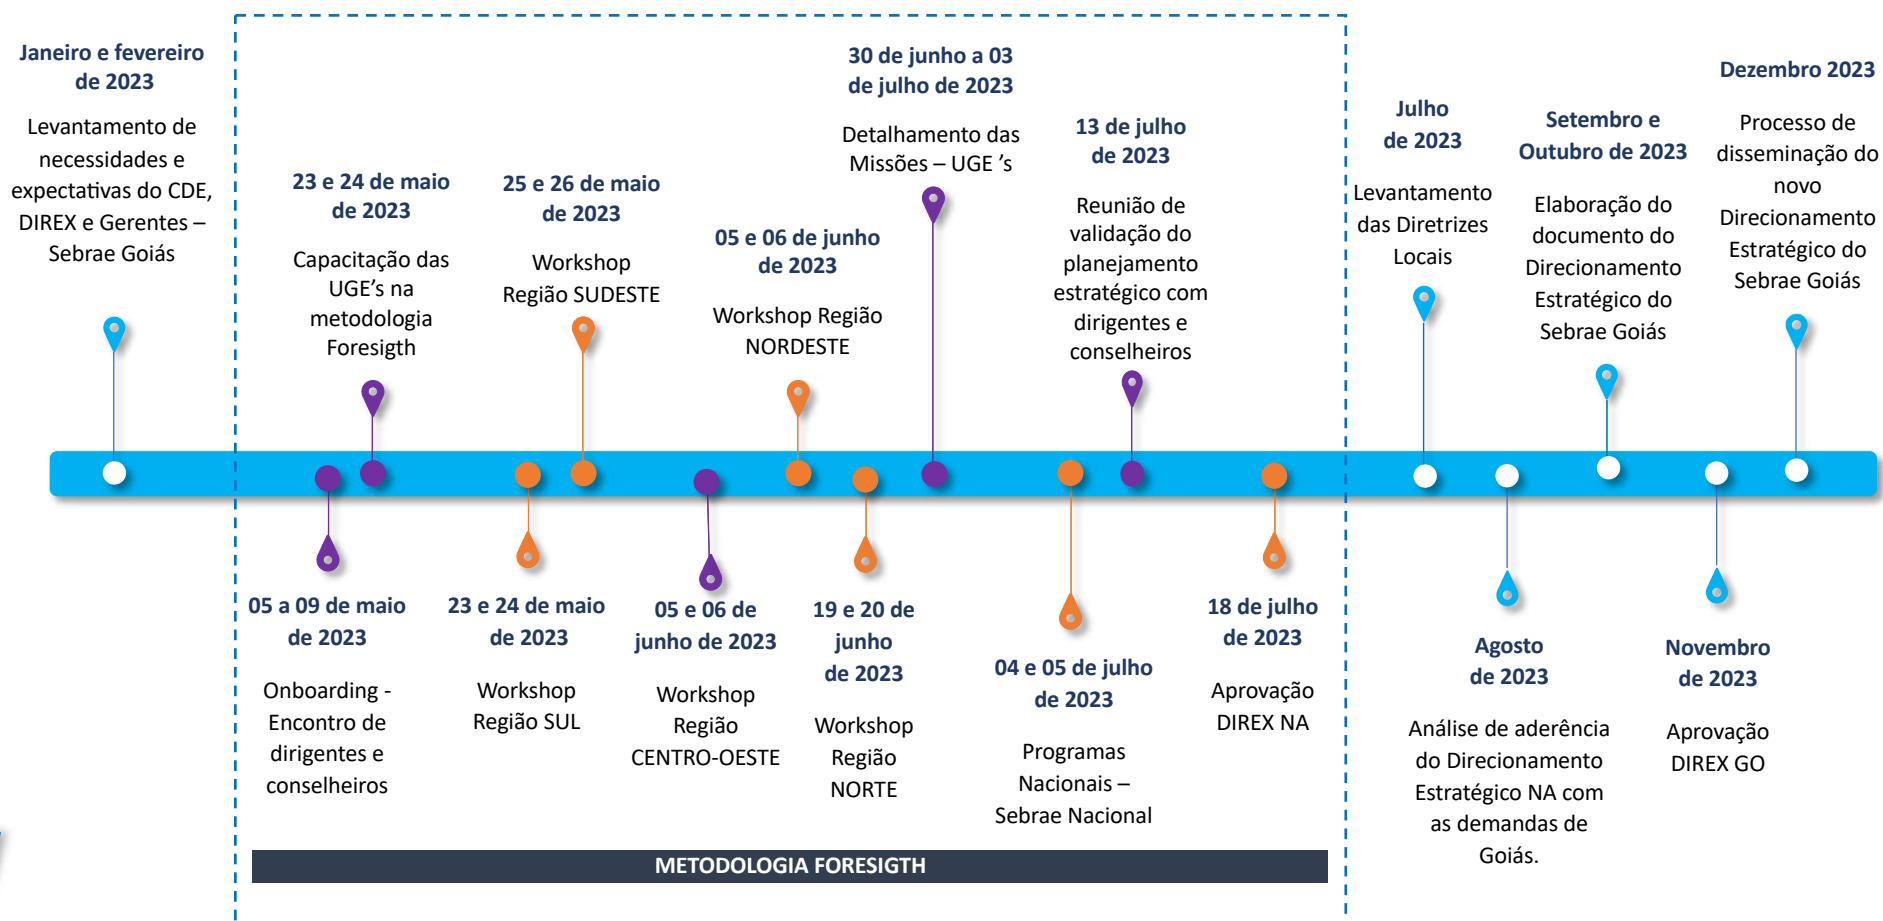 Janeiro e fevereiro
de 2023
Levantamento de
necessidades e
expectativas do CDE,
DIREX e Gerentes –
Sebrae Goiás
05 a 09 de maio
de 2023
Onboarding -
Encontro de
dirigentes e
conselheiros
23 e 24 de maio
de 2023
Capacitação das
UGE's na
metodologia
Foresigth
23 e 24 de maio
de 2023
Workshop
Região SUL
25 e 26 de maio
de 2023
Workshop
Região SUDESTE
05 e 06 de
junho de 2023
Workshop
Região
CENTRO-OESTE
05 e 06 de junho
de 2023
Workshop Região
NORDESTE
19 e 20 de
junho
de 2023
Workshop
Região
NORTE
30 de junho a 03
de julho de 2023
Detalhamento das
Missões – UGE 's
04 e 05 de julho
de 2023
Programas
Nacionais –
Sebrae Nacional
13 de julho
de 2023
Reunião de
validação do
planejamento
estratégico com
dirigentes e
conselheiros
18 de julho
de 2023
Aprovação
DIREX NA
METODOLOGIA FORESIGTH
Julho
de 2023
Levantamento
das Diretrizes
Locais
Agosto
de 2023
Análise de aderência
do Direcionamento
Estratégico NA com
as demandas de
Goiás.
Setembro e
Outubro de 2023
Elaboração do
documento do
Direcionamento
Estratégico do
Sebrae Goiás
Novembro
de 2023
Aprovação
DIREX GO
Dezembro 2023
Processo de
disseminação do
novo
Direcionamento
Estratégico do
Sebrae Goiás